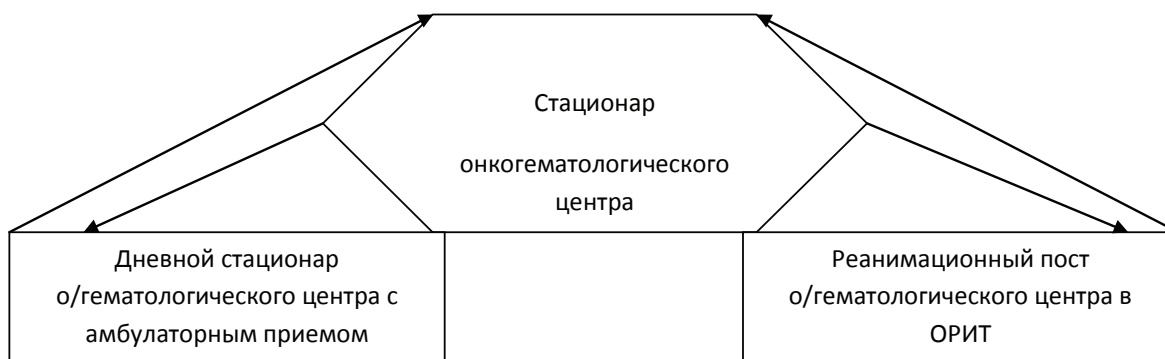 Стационар
онкогематологического
центра
Дневной стационар
о/гематологического центра с
амбулаторным приемом
Реанимационный пост
о/гематологического центра в
ОРИТ